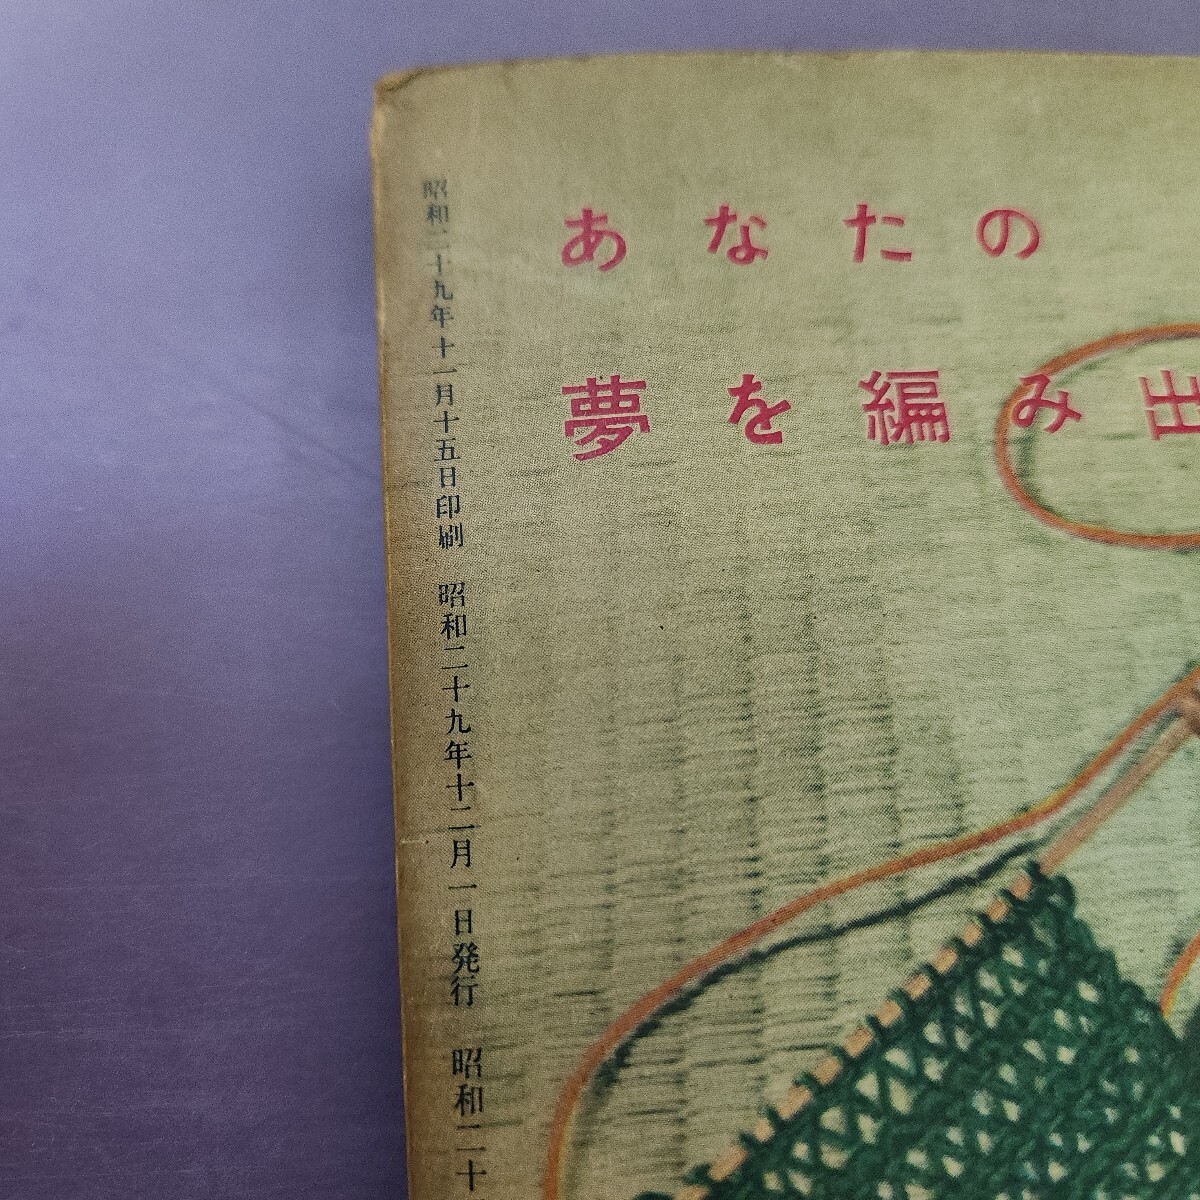 あなたの
夢を編み出
昭和二十九年十一月十五日印刷 昭和二十九年十二月一日発行 昭和二十